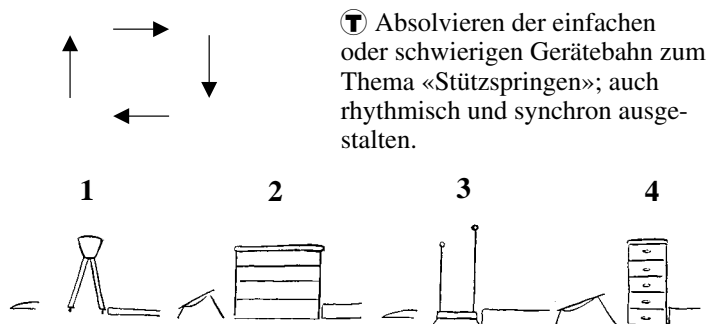 Ⓣ Absolvieren der einfachen
oder schwierigen Gerätebahn zum
Thema «Stützspringen»; auch
rhythmisch und synchron ausge-
stalten.
1 2 3 4